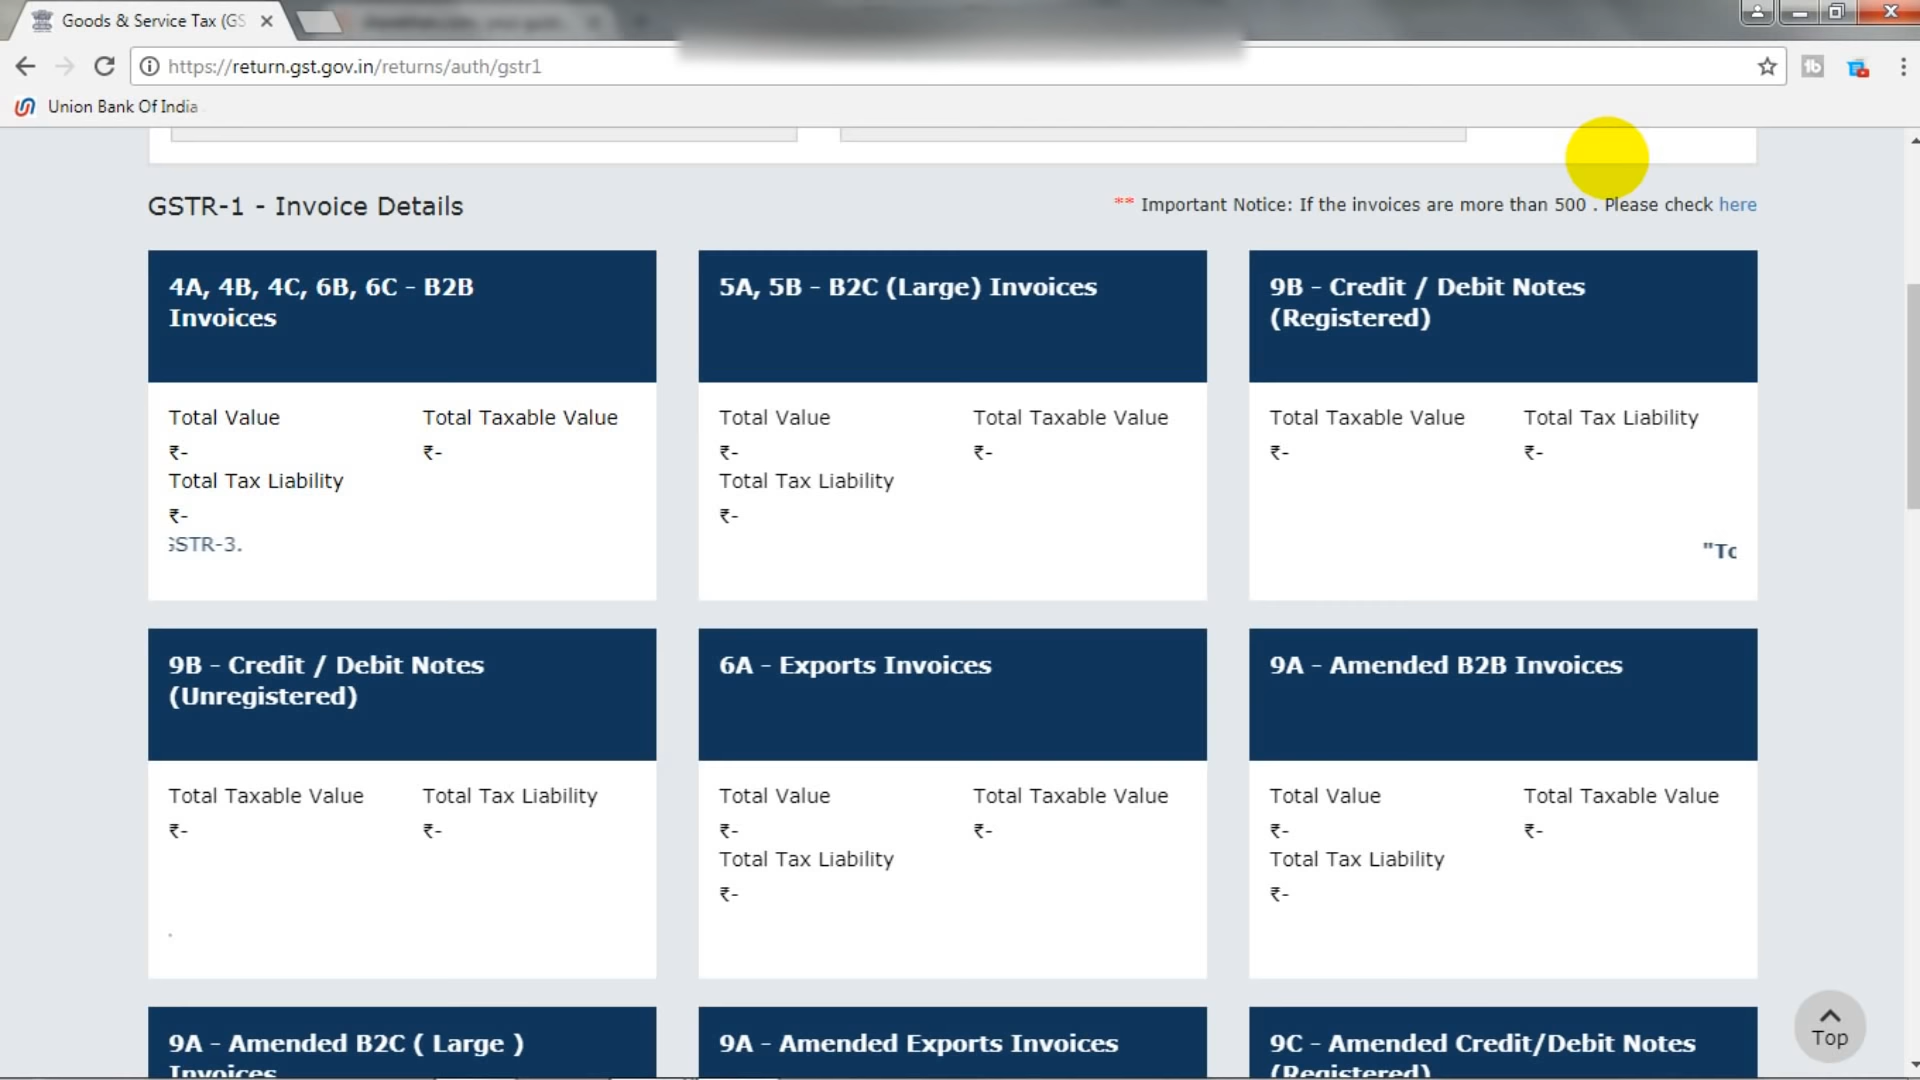 Goods & Service Tax (GS
https://return.gst.gov.in/returns/auth/gstr1
Union Bank Of India
GSTR-1 - Invoice Details
** Important Notice: If the invoices are more than 500 . Please check here
4A, 4B, 4C, 6B, 6C - B2B
Invoices
Total Value
Total Taxable Value
₹-
₹-
Total Tax Liability
₹-
GSTR-3.
5A, 5B - B2C (Large) Invoices
Total Value
Total Taxable Value
₹-
₹-
Total Tax Liability
₹-
9B - Credit / Debit Notes
(Registered)
Total Taxable Value
Total Tax Liability
₹-
₹-
"To
9B - Credit / Debit Notes
(Unregistered)
Total Taxable Value
Total Tax Liability
₹-
₹-
.
6A - Exports Invoices
Total Value
Total Taxable Value
₹-
₹-
Total Tax Liability
₹-
9A - Amended B2B Invoices
Total Value
Total Taxable Value
₹-
₹-
Total Tax Liability
₹-
9A - Amended B2C ( Large )
Invoices
9A - Amended Exports Invoices
9C - Amended Credit/Debit Notes
(Registered)
Top